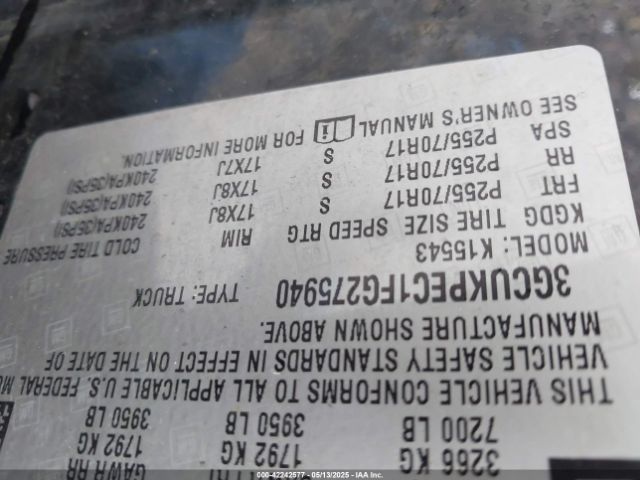 GAWR RR
3266 KG 1792 KG 1792 KG
7200 LB 3950 LB 3950 LB
THIS VEHICLE CONFORMS TO ALL APPLICABLE U.S. FEDERAL
VEHICLE SAFETY STANDARDS IN EFFECT ON THE DATE OF
MANUFACTURE SHOWN ABOVE.
3GCUKPEC1FG275940 TYPE: TRUCK
MODEL: K15543
KGDG TIRE SIZE SPEED RTG RIM COLD TIRE PRESSURE
FRT P255/70R17 S 17X8J 240KPA(35PSI)
RR P255/70R17 S 17X8J 240KPA(35PSI)
SPA P255/70R17 S 17X7J 240KPA(35PSI)
SEE OWNER'S MANUAL FOR MORE INFORMATION.
000-42242577 - 05/13/2025 - IAAI, Inc.